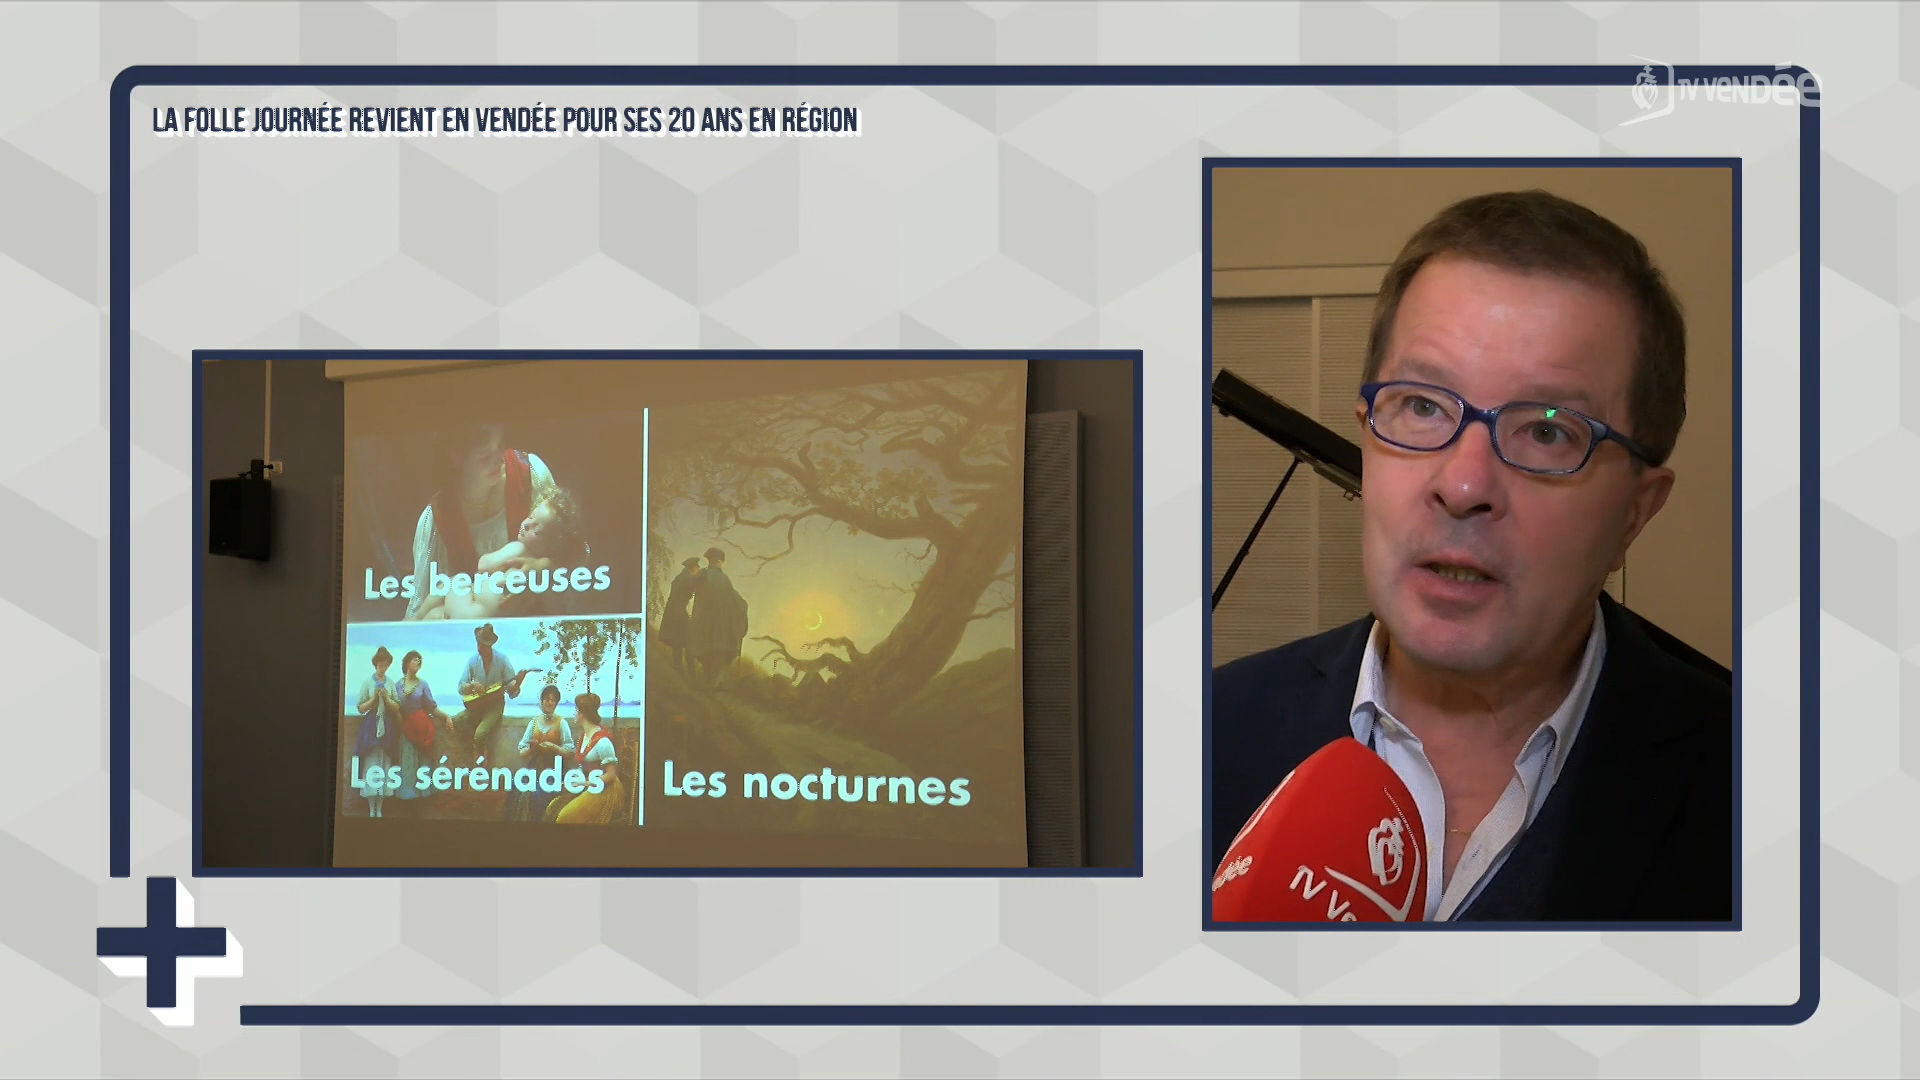 TV VENDÉE
LA FOLLE JOURNÉE REVIENT EN VENDÉE POUR SES 20 ANS EN RÉGION
Les berceuses
Les sérénades
Les nocturnes
TV Ve